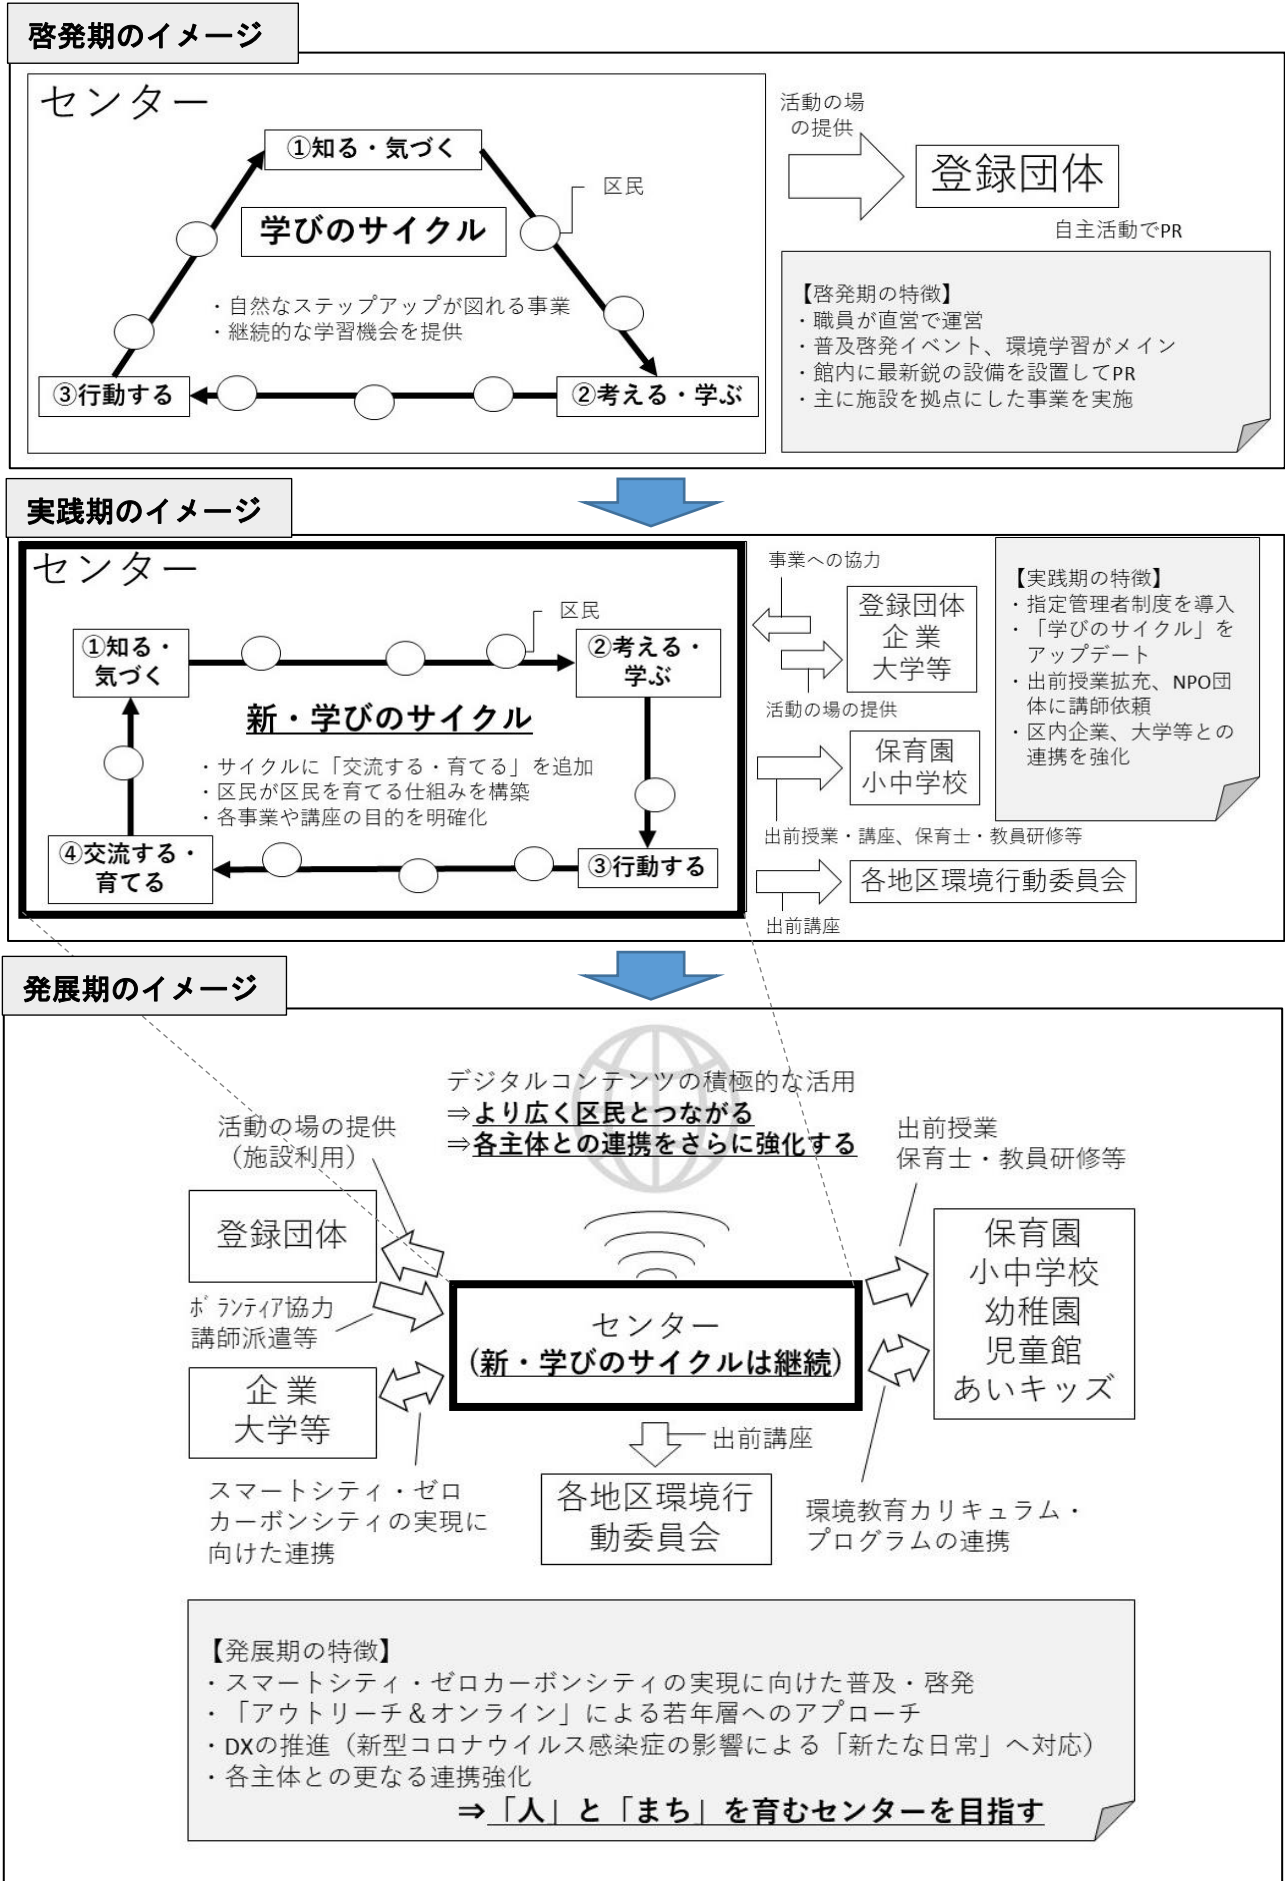 啓発期のイメージ
センター
①知る・気づく
区民
学びのサイクル
・自然なステップアップが図れる事業
・継続的な学習機会を提供
③行動する
②考える・学ぶ
活動の場
の提供
登録団体
自主活動でPR
【啓発期の特徴】
・職員が直営で運営
・普及啓発イベント、環境学習がメイン
・館内に最新鋭の設備を設置してPR
・主に施設を拠点にした事業を実施
実践期のイメージ
センター
①知る・
気づく
区民
②考える・
学ぶ
新・学びのサイクル
・サイクルに「交流する・育てる」を追加
・区民が区民を育てる仕組みを構築
・各事業や講座の目的を明確化
④交流する・
育てる
③行動する
事業への協力
登録団体
企業
大学等
活動の場の提供
保育園
小中学校
出前授業・講座、保育士・教員研修等
各地区環境行動委員会
出前講座
【実践期の特徴】
・指定管理者制度を導入
・「学びのサイクル」を
アップデート
・出前授業拡充、NPO団
体に講師依頼
・区内企業、大学等との
連携を強化
発展期のイメージ
デジタルコンテンツの積極的な活用
⇒より広く区民とつながる
⇒各主体との連携をさらに強化する
活動の場の提供
（施設利用）
登録団体
ﾎﾞﾗﾝﾃｨｱ協力
講師派遣等
企業
大学等
スマートシティ・ゼロ
カーボンシティの実現に
向けた連携
センター
(新・学びのサイクルは継続)
出前講座
各地区環境行
動委員会
出前授業
保育士・教員研修等
保育園
小中学校
幼稚園
児童館
あいキッズ
環境教育カリキュラム・
プログラムの連携
【発展期の特徴】
・スマートシティ・ゼロカーボンシティの実現に向けた普及・啓発
・「アウトリーチ＆オンライン」による若年層へのアプローチ
・DXの推進（新型コロナウイルス感染症の影響による「新たな日常」へ対応）
・各主体との更なる連携強化
⇒「人」と「まち」を育むセンターを目指す